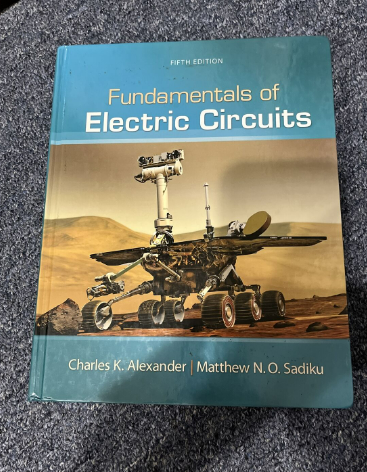 FIFTH EDITION
Fundamentals of
Electric Circuits
Charles K. Alexander | Matthew N. O. Sadiku